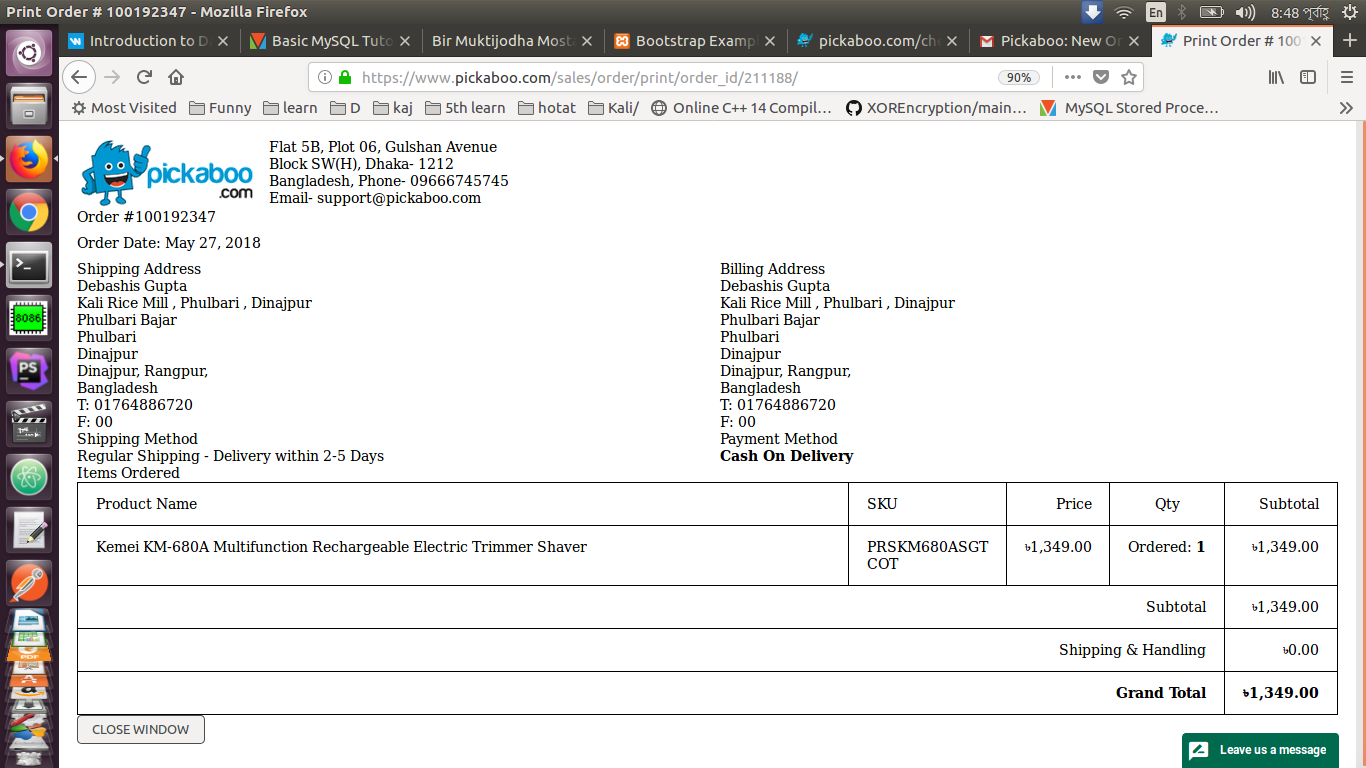 Print Order # 100192347 - Mozilla Firefox
En
8:48 পূর্বাহ্ণ
Introduction to D
Basic MySQL Tuto
Bir Muktijodha Most
Bootstrap Examp
pickaboo.com/ch
Pickaboo: New Or
Print Order # 100
https://www.pickaboo.com/sales/order/print/order_id/211188/
90%
Most Visited
Funny
learn
D
kaj
5th learn
hotat
Kali/
Online C++ 14 Compil...
XOREncryption/main...
MySQL Stored Proce...
8086
PS
pickaboo
.com
Flat 5B, Plot 06, Gulshan Avenue
Block SW(H), Dhaka- 1212
Bangladesh, Phone- 09666745745
Email- support@pickaboo.com
Order #100192347
Order Date: May 27, 2018
Shipping Address
Debashis Gupta
Kali Rice Mill , Phulbari , Dinajpur
Phulbari Bajar
Phulbari
Dinajpur
Dinajpur, Rangpur,
Bangladesh
T: 01764886720
F: 00
Billing Address
Debashis Gupta
Kali Rice Mill , Phulbari , Dinajpur
Phulbari Bajar
Phulbari
Dinajpur
Dinajpur, Rangpur,
Bangladesh
T: 01764886720
F: 00
Shipping Method
Regular Shipping - Delivery within 2-5 Days
Payment Method
Cash On Delivery
Items Ordered
Product Name SKU Price Qty Subtotal
Kemei KM-680A Multifunction Rechargeable Electric Trimmer Shaver PRSKM680ASGT ৳1,349.00 Ordered: 1 ৳1,349.00
COT
Subtotal ৳1,349.00
Shipping & Handling ৳0.00
Grand Total ৳1,349.00
CLOSE WINDOW
Leave us a message